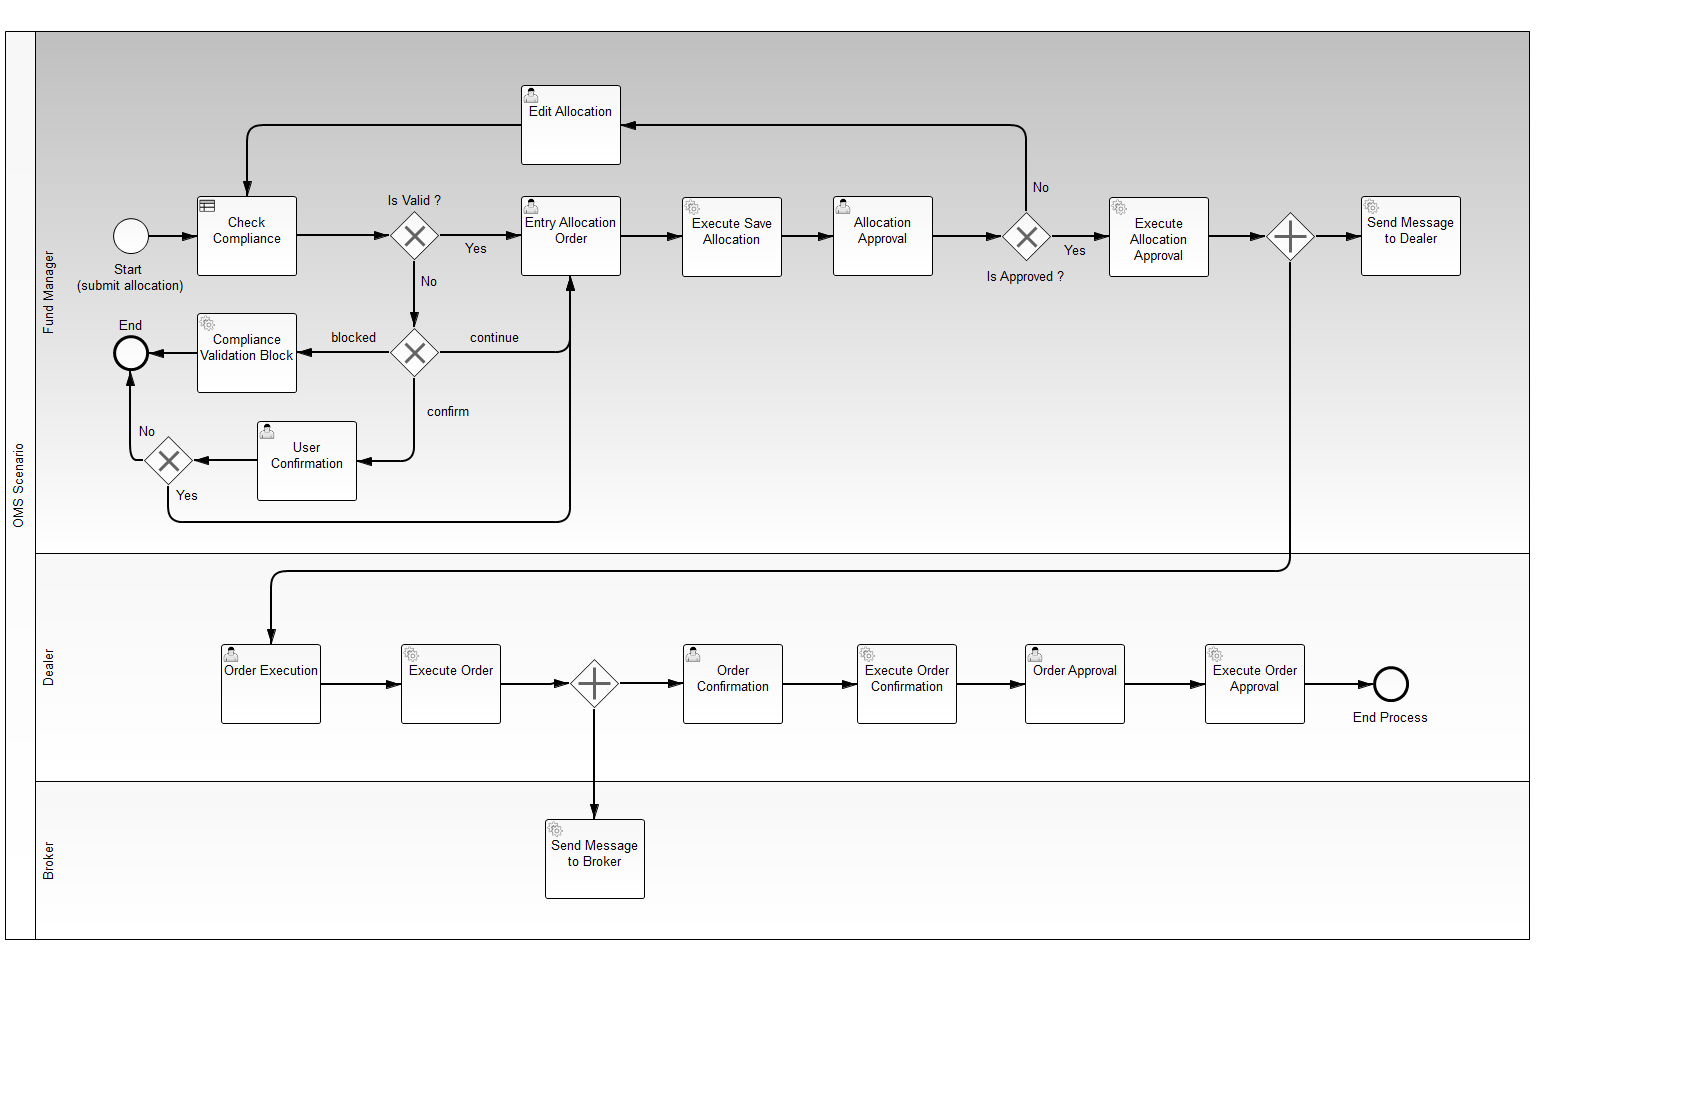 OMS Scenario
Fund Manager
Edit Allocation
No
Is Valid ?
Check
Compliance
Entry Allocation
Order
Execute Save
Allocation
Allocation
Approval
Execute
Allocation
Approval
Send Message
to Dealer
Yes
Yes
Is Approved ?
Start
(submit allocation)
No
End
Compliance
Validation Block
blocked
continue
confirm
No
User
Confirmation
Yes
Dealer
Order Execution
Execute Order
Order
Confirmation
Execute Order
Confirmation
Order Approval
Execute Order
Approval
End Process
Broker
Send Message
to Broker